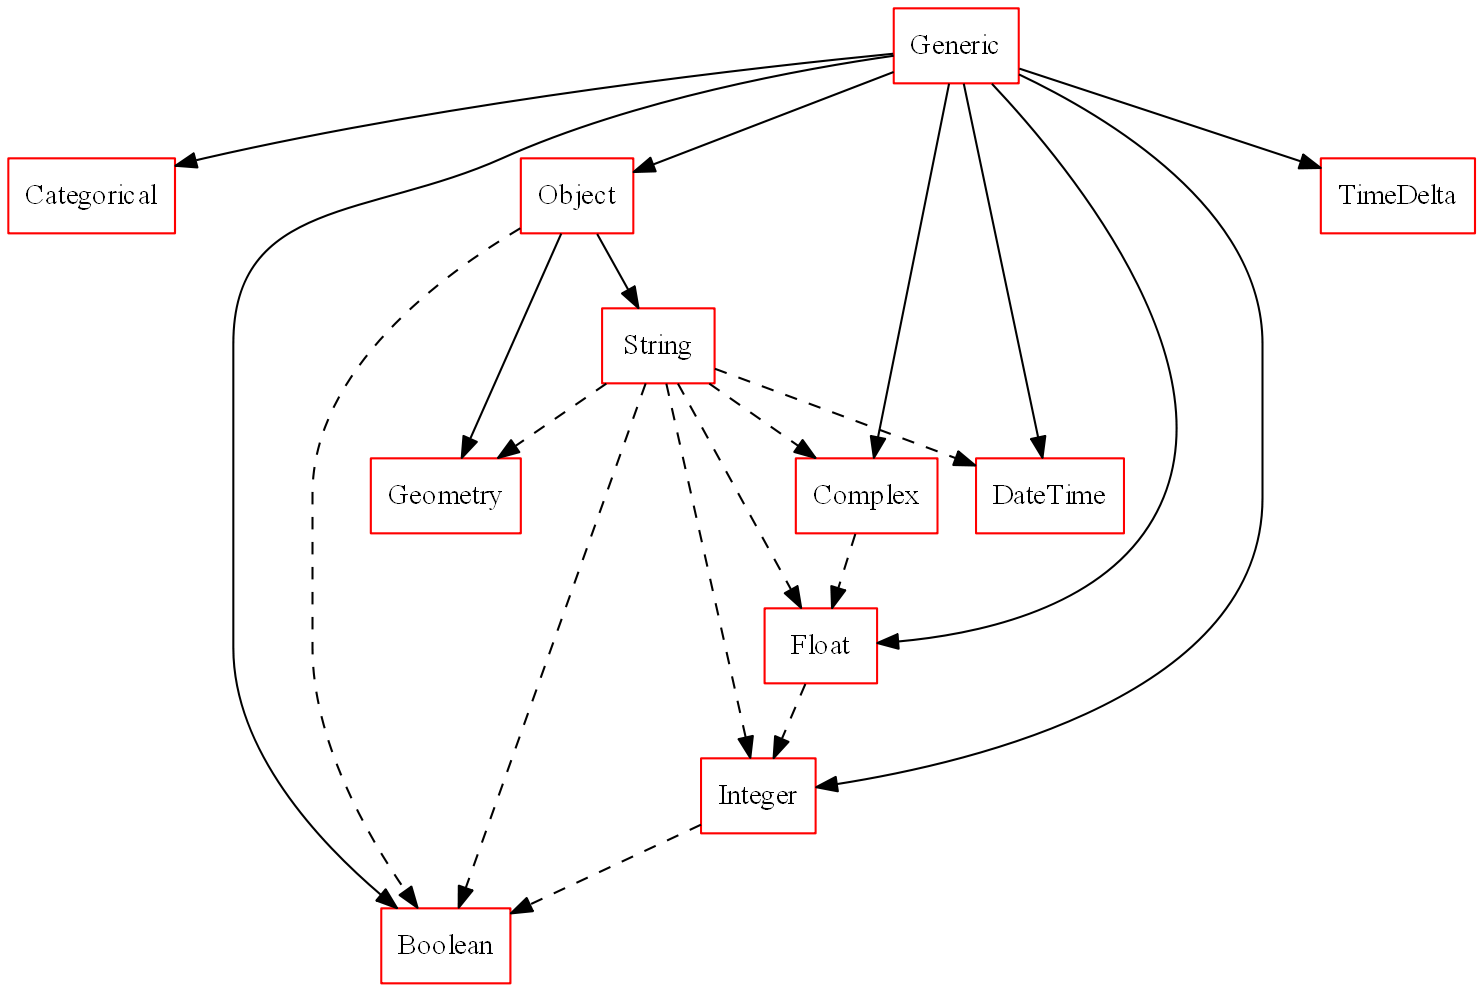 Generic
Categorical
Object
TimeDelta
String
Geometry
Complex
DateTime
Float
Integer
Boolean